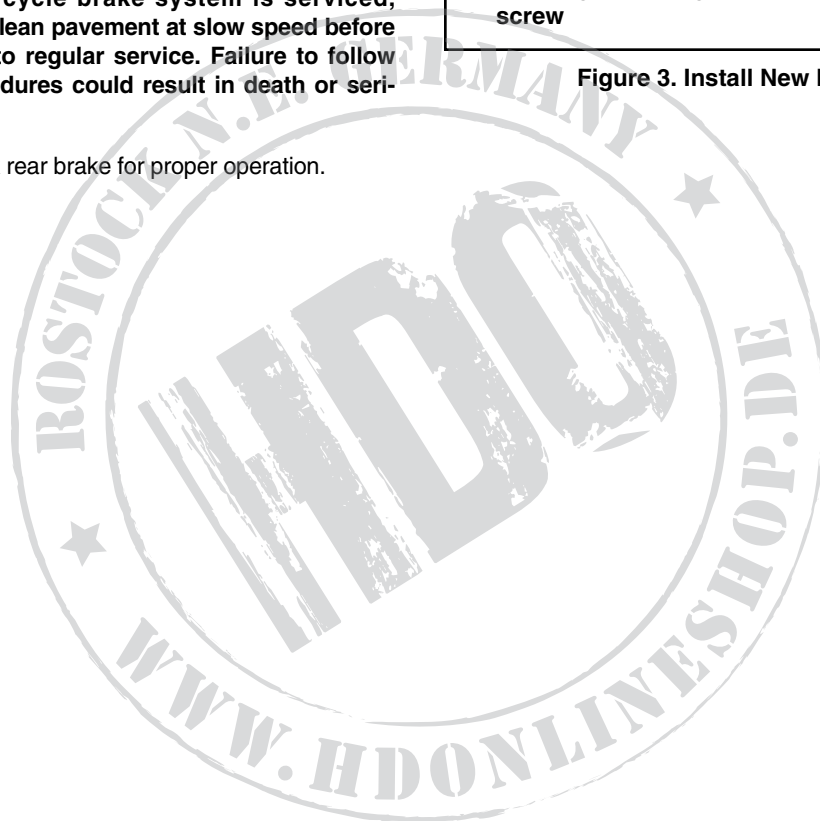 cycle brake system is serviced,
lean pavement at slow speed before
to regular service. Failure to follow
dures could result in death or seri-
rear brake for proper operation.
screw
Figure 3. Install New
ROSTOCK N.E. GERMANY
HDO
WWW.HDONLINESHOP.DE